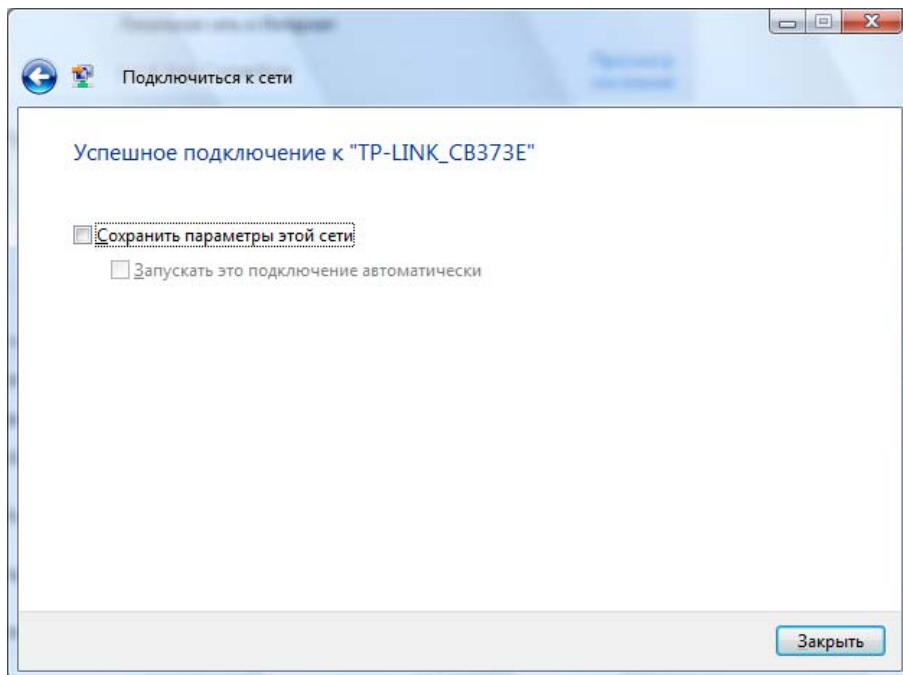 Подключиться к сети
Успешное подключение к "TP-LINK_CB373E"
Сохранить параметры этой сети
Запускать это подключение автоматически
Закрыть